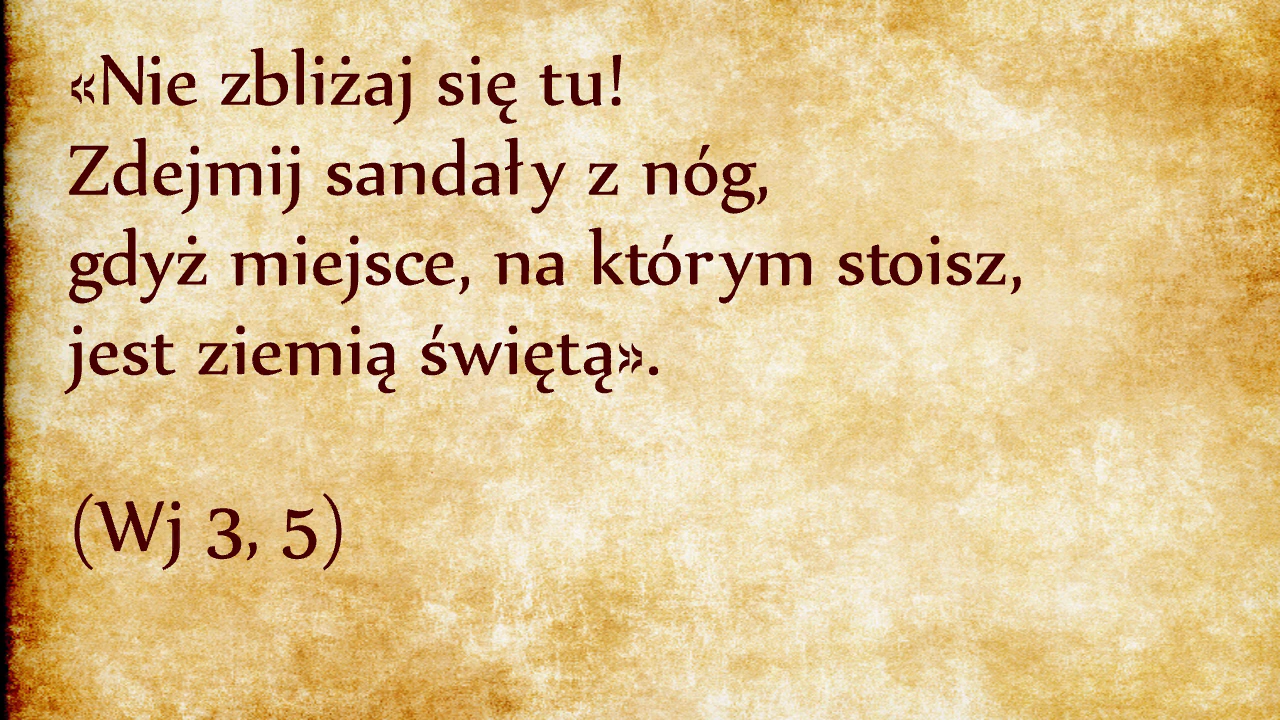 «Nie zbliżaj się tu!
Zdejmij sandały z nóg,
gdyż miejsce, na którym stoisz,
jest ziemią świętą».
(Wj 3, 5)